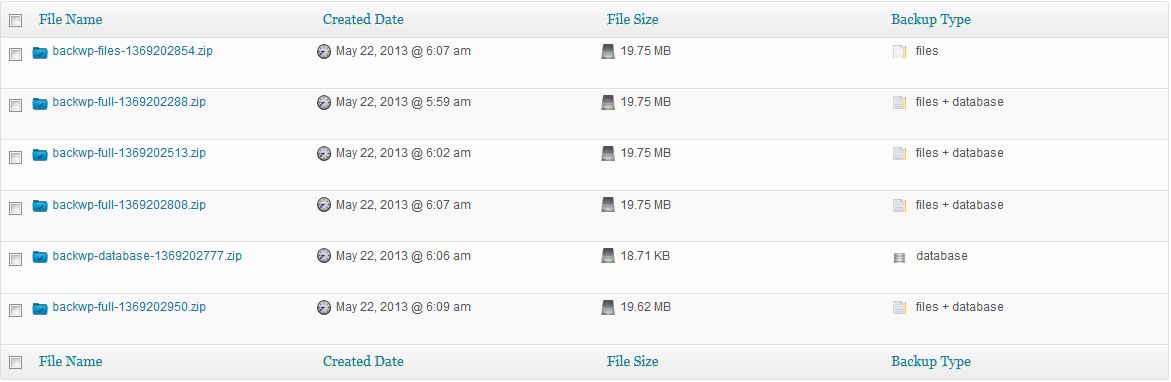 File Name Created Date File Size Backup Type
backwp-files-1369202854.zip May 22, 2013 @ 6:07 am 19.75 MB files
backwp-full-1369202288.zip May 22, 2013 @ 5:59 am 19.75 MB files + database
backwp-full-1369202513.zip May 22, 2013 @ 6:02 am 19.75 MB files + database
backwp-full-1369202808.zip May 22, 2013 @ 6:07 am 19.75 MB files + database
backwp-database-1369202777.zip May 22, 2013 @ 6:06 am 18.71 KB database
backwp-full-1369202950.zip May 22, 2013 @ 6:09 am 19.62 MB files + database
File Name Created Date File Size Backup Type